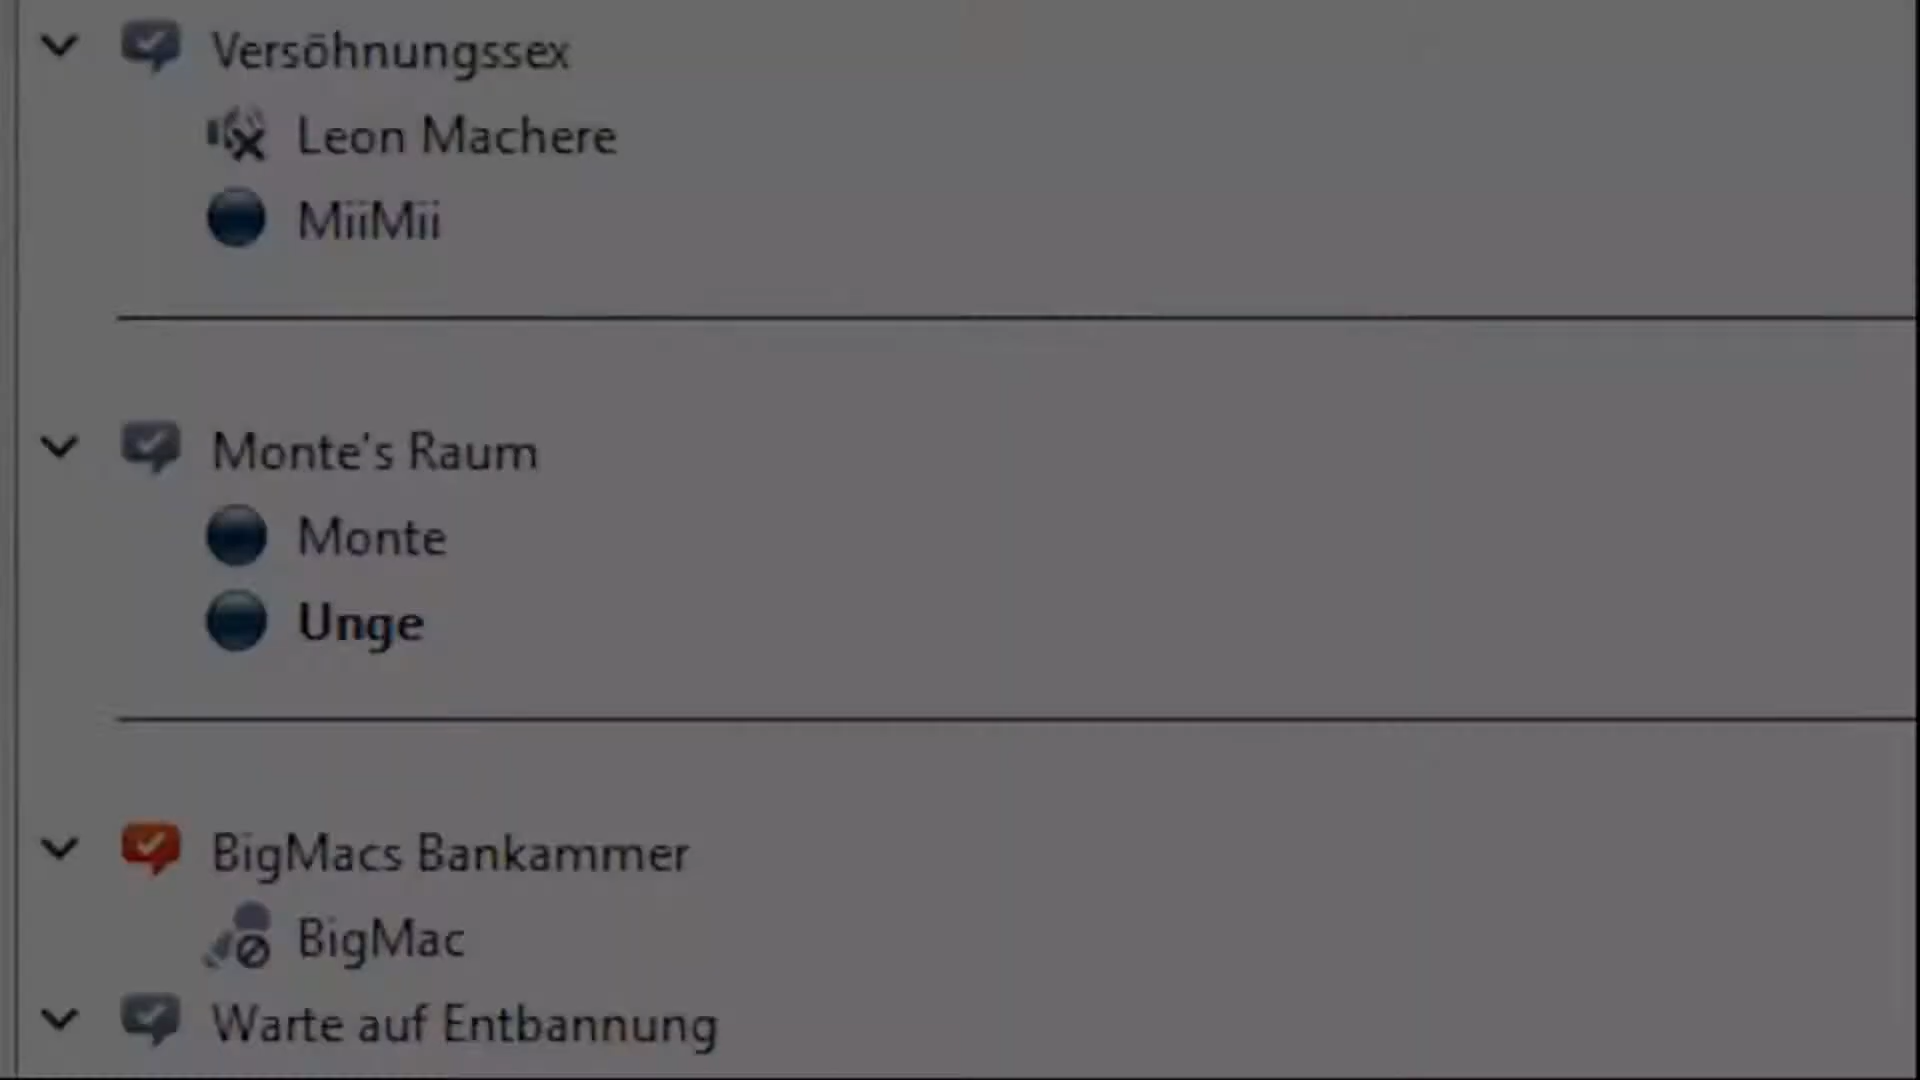 Versöhnungssex
Leon Machere
MiiMii
Monte's Raum
Monte
Unge
BigMacs Bankammer
BigMac
Warte auf Entbannung